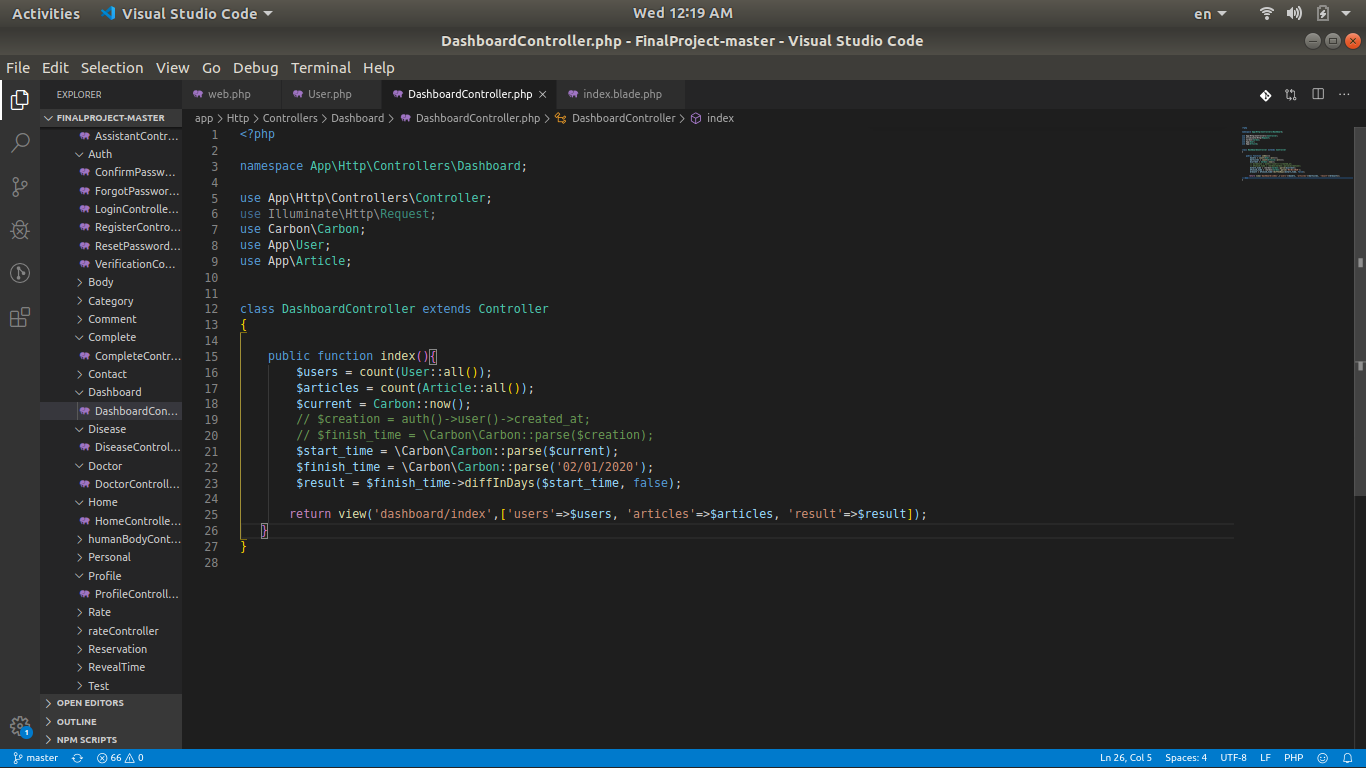 Activities Visual Studio Code Wed 12:19 AM en
DashboardController.php - FinalProject-master - Visual Studio Code
File Edit Selection View Go Debug Terminal Help
EXPLORER
web.php User.php DashboardController.php index.blade.php
FINALPROJECT-MASTER
app > Http > Controllers > Dashboard > DashboardController.php > DashboardController > index
AssistantContr...
Auth
ConfirmPassw...
ForgotPasswor...
LoginControlle...
RegisterContro...
ResetPassword...
VerificationCo...
Body
Category
Comment
Complete
CompleteContr...
Contact
Dashboard
DashboardCon...
Disease
DiseaseControl...
Doctor
DoctorControll...
Home
HomeControlle...
humanBodyCont...
Personal
Profile
ProfileControll...
Rate
rateController
Reservation
RevealTime
Test
OPEN EDITORS
OUTLINE
NPM SCRIPTS
1 <?php
2
3 namespace App\Http\Controllers\Dashboard;
4
5 use App\Http\Controllers\Controller;
6 use Illuminate\Http\Request;
7 use Carbon\Carbon;
8 use App\User;
9 use App\Article;
10
11
12 class DashboardController extends Controller
13 {
14
15 public function index(){
16 $users = count(User::all());
17 $articles = count(Article::all());
18 $current = Carbon::now();
19 // $creation = auth()->user()->created_at;
20 // $finish_time = \Carbon\Carbon::parse($creation);
21 $start_time = \Carbon\Carbon::parse($current);
22 $finish_time = \Carbon\Carbon::parse('02/01/2020');
23 $result = $finish_time->diffInDays($start_time, false);
24
25 return view('dashboard/index',['users'=>$users, 'articles'=>$articles, 'result'=>$result]);
26 }
27 }
28
1
master 66 0 Ln 26, Col 5 Spaces: 4 UTF-8 LF PHP